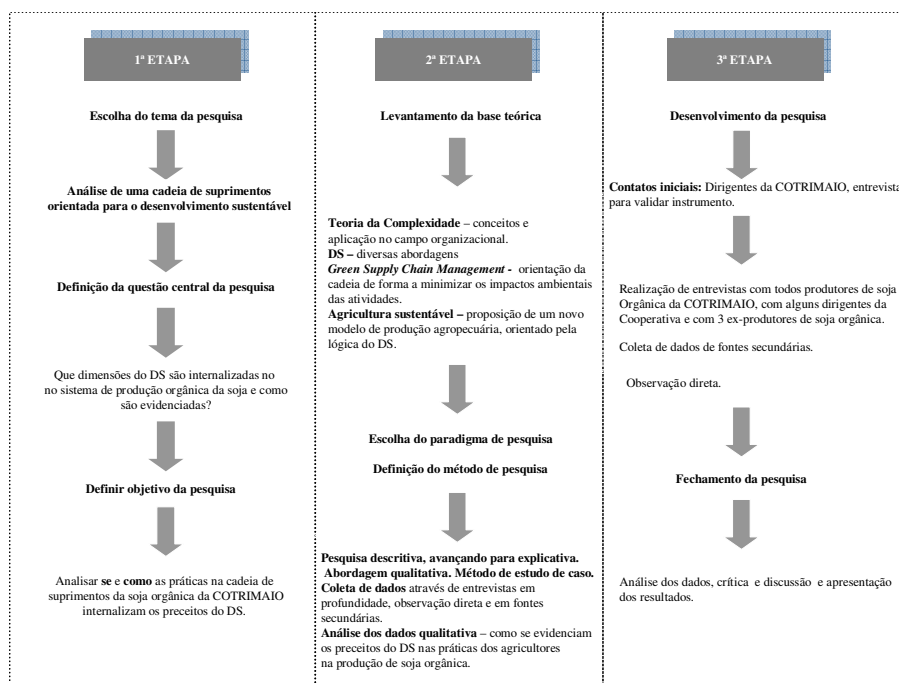 1ª ETAPA
Escolha do tema da pesquisa
Análise de uma cadeia de suprimentos
orientada para o desenvolvimento sustentável
Definição da questão central da pesquisa
Que dimensões do DS são internalizadas no
no sistema de produção orgânica da soja e como
são evidenciadas?
Definir objetivo da pesquisa
Analisar se e como as práticas na cadeia de
suprimentos da soja orgânica da COTRIMAIO
internalizam os preceitos do DS.
2ª ETAPA
Levantamento da base teórica
Teoria da Complexidade – conceitos e
aplicação no campo organizacional.
DS – diversas abordagens
Green Supply Chain Management - orientação da
cadeia de forma a minimizar os impactos ambientais
das atividades.
Agricultura sustentável – proposição de um novo
modelo de produção agropecuária, orientado pela
lógica do DS.
Escolha do paradigma de pesquisa
Definição do método de pesquisa
Pesquisa descritiva, avançando para explicativa.
Abordagem qualitativa. Método de estudo de caso.
Coleta de dados através de entrevistas em
profundidade, observação direta e em fontes
secundárias.
Análise dos dados qualitativa – como se evidenciam
os preceitos do DS nas práticas dos agricultores
na produção de soja orgânica.
3ª ETAPA
Desenvolvimento da pesquisa
Contatos iniciais: Dirigentes da COTRIMAIO, entrevista
para validar instrumento.
Realização de entrevistas com todos produtores de soja
Orgânica da COTRIMAIO, com alguns dirigentes da
Cooperativa e com 3 ex-produtores de soja orgânica.
Coleta de dados de fontes secundárias.
Observação direta.
Fechamento da pesquisa
Análise dos dados, crítica e discussão e apresentação
dos resultados.